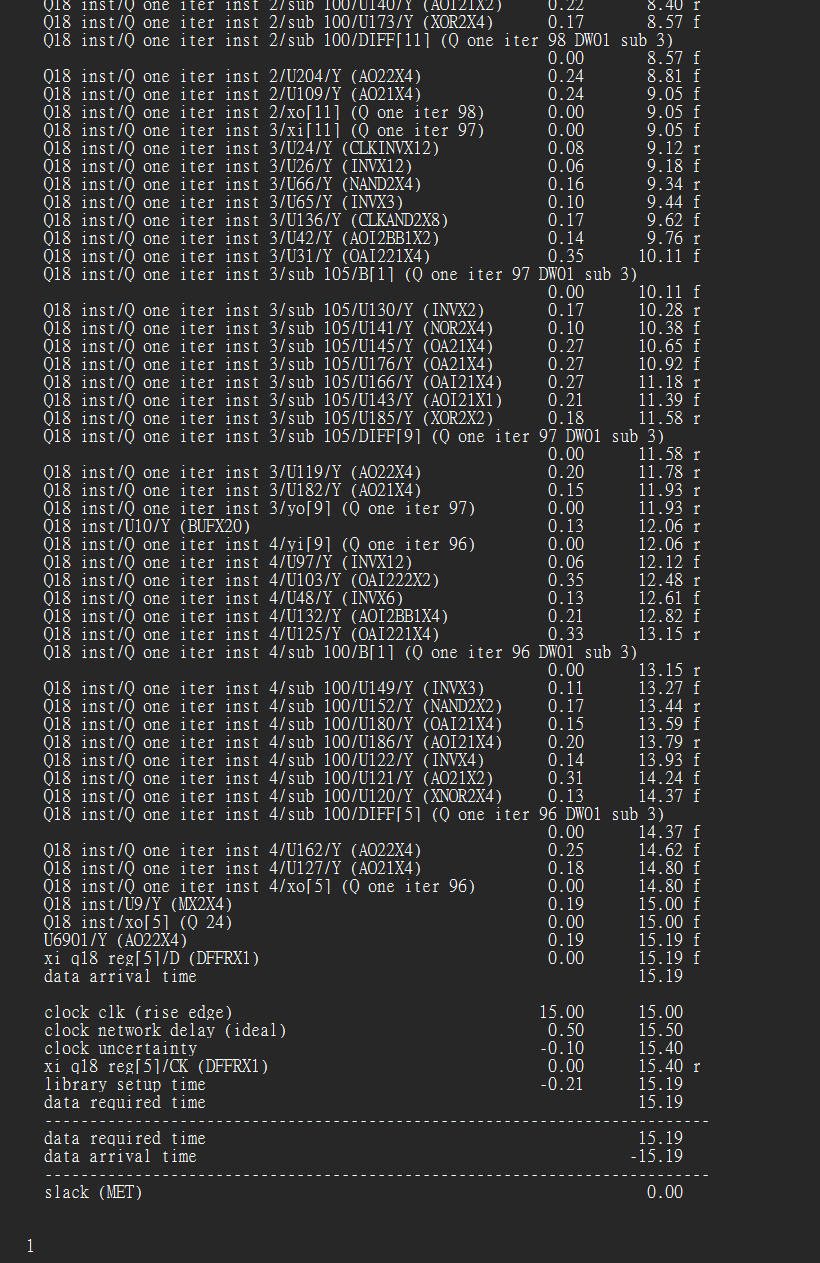 Q18 inst/Q one iter inst 2/sub 100/U140/Y (AOI21X2) 0.22 8.40 r
Q18 inst/Q one iter inst 2/sub 100/U173/Y (XOR2X4) 0.17 8.57 f
Q18 inst/Q one iter inst 2/sub 100/DIFF[11] (Q one iter 98 DW01 sub 3)
0.00 8.57 f
Q18 inst/Q one iter inst 2/U204/Y (AO22X4) 0.24 8.81 f
Q18 inst/Q one iter inst 2/U109/Y (AO21X4) 0.24 9.05 f
Q18 inst/Q one iter inst 2/xo[11] (Q one iter 98) 0.00 9.05 f
Q18 inst/Q one iter inst 3/xi[11] (Q one iter 97) 0.00 9.05 f
Q18 inst/Q one iter inst 3/U24/Y (CLKINVX12) 0.08 9.12 r
Q18 inst/Q one iter inst 3/U26/Y (INVX12) 0.06 9.18 f
Q18 inst/Q one iter inst 3/U66/Y (NAND2X4) 0.16 9.34 r
Q18 inst/Q one iter inst 3/U65/Y (INVX3) 0.10 9.44 f
Q18 inst/Q one iter inst 3/U136/Y (CLKAND2X8) 0.17 9.62 f
Q18 inst/Q one iter inst 3/U42/Y (AOI2BB1X2) 0.14 9.76 r
Q18 inst/Q one iter inst 3/U31/Y (OAI221X4) 0.35 10.11 f
Q18 inst/Q one iter inst 3/sub 105/B[1] (Q one iter 97 DW01 sub 3)
0.00 10.11 f
Q18 inst/Q one iter inst 3/sub 105/U130/Y (INVX2) 0.17 10.28 r
Q18 inst/Q one iter inst 3/sub 105/U141/Y (NOR2X4) 0.10 10.38 f
Q18 inst/Q one iter inst 3/sub 105/U145/Y (OA21X4) 0.27 10.65 f
Q18 inst/Q one iter inst 3/sub 105/U176/Y (OA21X4) 0.27 10.92 f
Q18 inst/Q one iter inst 3/sub 105/U166/Y (OAI21X4) 0.27 11.18 r
Q18 inst/Q one iter inst 3/sub 105/U143/Y (AOI21X1) 0.21 11.39 f
Q18 inst/Q one iter inst 3/sub 105/U185/Y (XOR2X2) 0.18 11.58 r
Q18 inst/Q one iter inst 3/sub 105/DIFF[9] (Q one iter 97 DW01 sub 3)
0.00 11.58 r
Q18 inst/Q one iter inst 3/U119/Y (AO22X4) 0.20 11.78 r
Q18 inst/Q one iter inst 3/U182/Y (AO21X4) 0.15 11.93 r
Q18 inst/Q one iter inst 3/yo[9] (Q one iter 97) 0.00 11.93 r
Q18 inst/U10/Y (BUFX20) 0.13 12.06 r
Q18 inst/Q one iter inst 4/yi[9] (Q one iter 96) 0.00 12.06 r
Q18 inst/Q one iter inst 4/U97/Y (INVX12) 0.06 12.12 f
Q18 inst/Q one iter inst 4/U103/Y (OAI222X2) 0.35 12.48 r
Q18 inst/Q one iter inst 4/U48/Y (INVX6) 0.13 12.61 f
Q18 inst/Q one iter inst 4/U132/Y (AOI2BB1X4) 0.21 12.82 f
Q18 inst/Q one iter inst 4/U125/Y (OAI221X4) 0.33 13.15 r
Q18 inst/Q one iter inst 4/sub 100/B[1] (Q one iter 96 DW01 sub 3)
0.00 13.15 r
Q18 inst/Q one iter inst 4/sub 100/U149/Y (INVX3) 0.11 13.27 f
Q18 inst/Q one iter inst 4/sub 100/U152/Y (NAND2X2) 0.17 13.44 r
Q18 inst/Q one iter inst 4/sub 100/U180/Y (OAI21X4) 0.15 13.59 f
Q18 inst/Q one iter inst 4/sub 100/U186/Y (AOI21X4) 0.20 13.79 r
Q18 inst/Q one iter inst 4/sub 100/U122/Y (INVX4) 0.14 13.93 f
Q18 inst/Q one iter inst 4/sub 100/U121/Y (AO21X2) 0.31 14.24 f
Q18 inst/Q one iter inst 4/sub 100/U120/Y (XNOR2X4) 0.13 14.37 f
Q18 inst/Q one iter inst 4/sub 100/DIFF[5] (Q one iter 96 DW01 sub 3)
0.00 14.37 f
Q18 inst/Q one iter inst 4/U162/Y (AO22X4) 0.25 14.62 f
Q18 inst/Q one iter inst 4/U127/Y (AO21X4) 0.18 14.80 f
Q18 inst/Q one iter inst 4/xo[5] (Q one iter 96) 0.00 14.80 f
Q18 inst/U9/Y (MX2X4) 0.19 15.00 f
Q18 inst/xo[5] (Q 24) 0.00 15.00 f
U6901/Y (AO22X4) 0.19 15.19 f
xi q18 reg[5]/D (DFFRX1) 0.00 15.19 f
data arrival time 15.19
clock clk (rise edge) 15.00 15.00
clock network delay (ideal) 0.50 15.50
clock uncertainty -0.10 15.40
xi q18 reg[5]/CK (DFFRX1) 0.00 15.40 r
library setup time -0.21 15.19
data required time 15.19
--------------------------------------------------------------------------
data required time 15.19
data arrival time -15.19
--------------------------------------------------------------------------
slack (MET) 0.00
1